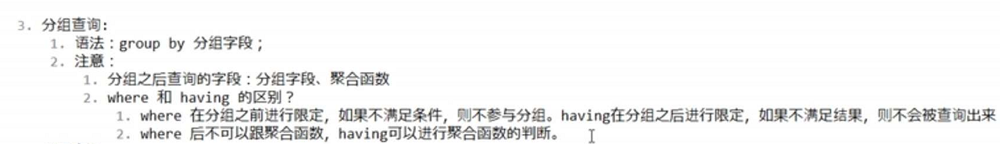 3. 分组查询:
1. 语法：group by 分组字段；
2. 注意：
1. 分组之后查询的字段：分组字段、聚合函数
2. where 和 having 的区别？
1. where 在分组之前进行限定，如果不满足条件，则不参与分组。having在分组之后进行限定，如果不满足结果，则不会被查询出来
2. where 后不可以跟聚合函数，having可以进行聚合函数的判断。